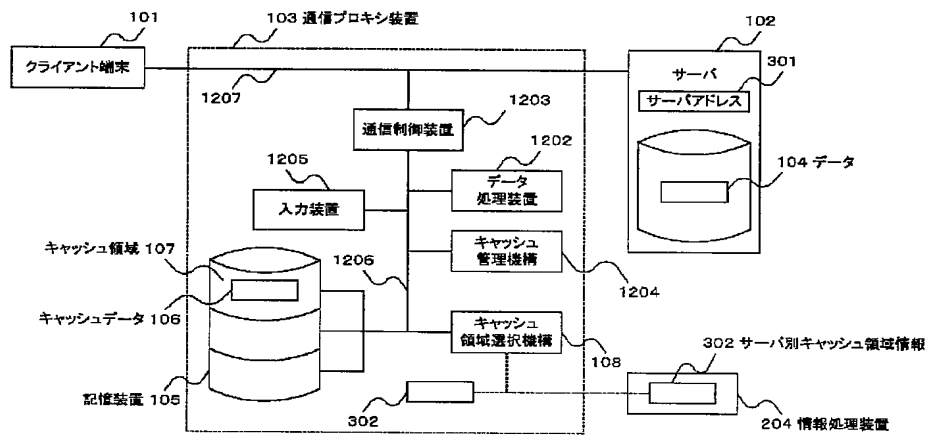 101
103 通信プロキシ装置
102
クライアント端末
サーバ
301
サーバアドレス
1207
1203
通信制御装置
1202
データ
処理装置
104 データ
1205
入力装置
キャッシュ領域 107
1206
キャッシュ
管理機構
1204
キャッシュデータ 106
キャッシュ
領域選択機構
108
302 サーバ別キャッシュ領域情報
記憶装置 105
302
204 情報処理装置